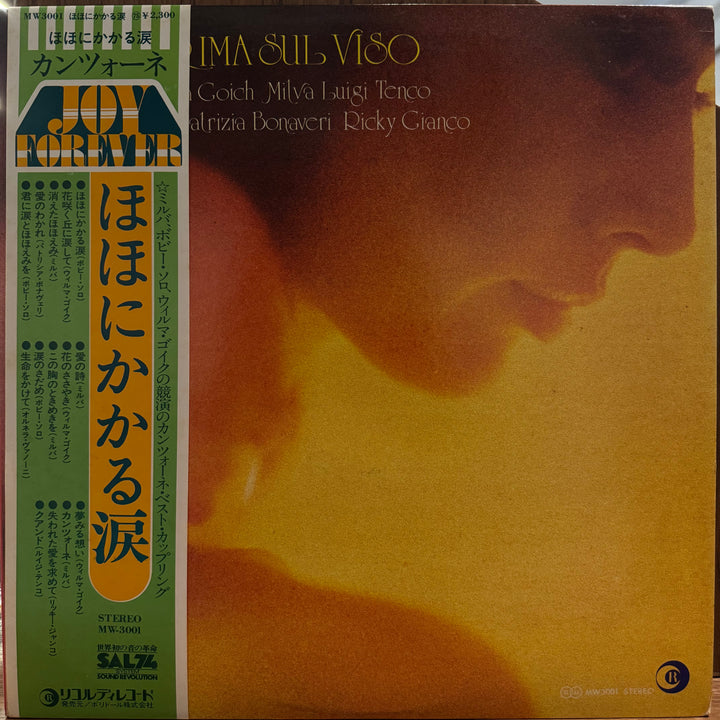 MW3001 ほほにかかる涙 ㉕ ¥2,300
ほほにかかる涙
カンツォーネ
JOY
FOREVER
ほほにかかる涙
☆ミルバ、ボビー・ソロ、ウィルマ・ゴイクの競演のカンツォーネ・ベスト・カップリング
●ほほにかかる涙(ボビー・ソロ)
●花咲く丘に涙して(ウィルマ・ゴイク)
●消えたほほえみ(ミルバ)
●愛のわかれ(パトリシア・ボナヴェリ)
●君に涙とほほえみを(ボビー・ソロ)
●愛の詩(ミルバ)
●花のささやき(ウィルマ・ゴイク)
●この胸のときめきを(ミルバ)
●涙のさだめ(ボビー・ソロ)
●生命をかけて(オルネラ・ヴァノーニ)
●夢みる想い(ウィルマ・ゴイク)
●カンツォーネ(ミルバ)
●失われた愛を求めて(リッキー・ジャンコ)
●クアンド(ルイジ・テンコ)
STEREO
MW-3001
世界初の音の革命
SAL74
SYSTEM
SOUND REVOLUTION
R リコルディレコード
発売元/ポリドール株式会社
RIMA SUL VISO
a Goich Milva Luigi Tenco
Patrizia Bonaveri Ricky Gianco
MW3001 STEREO
R